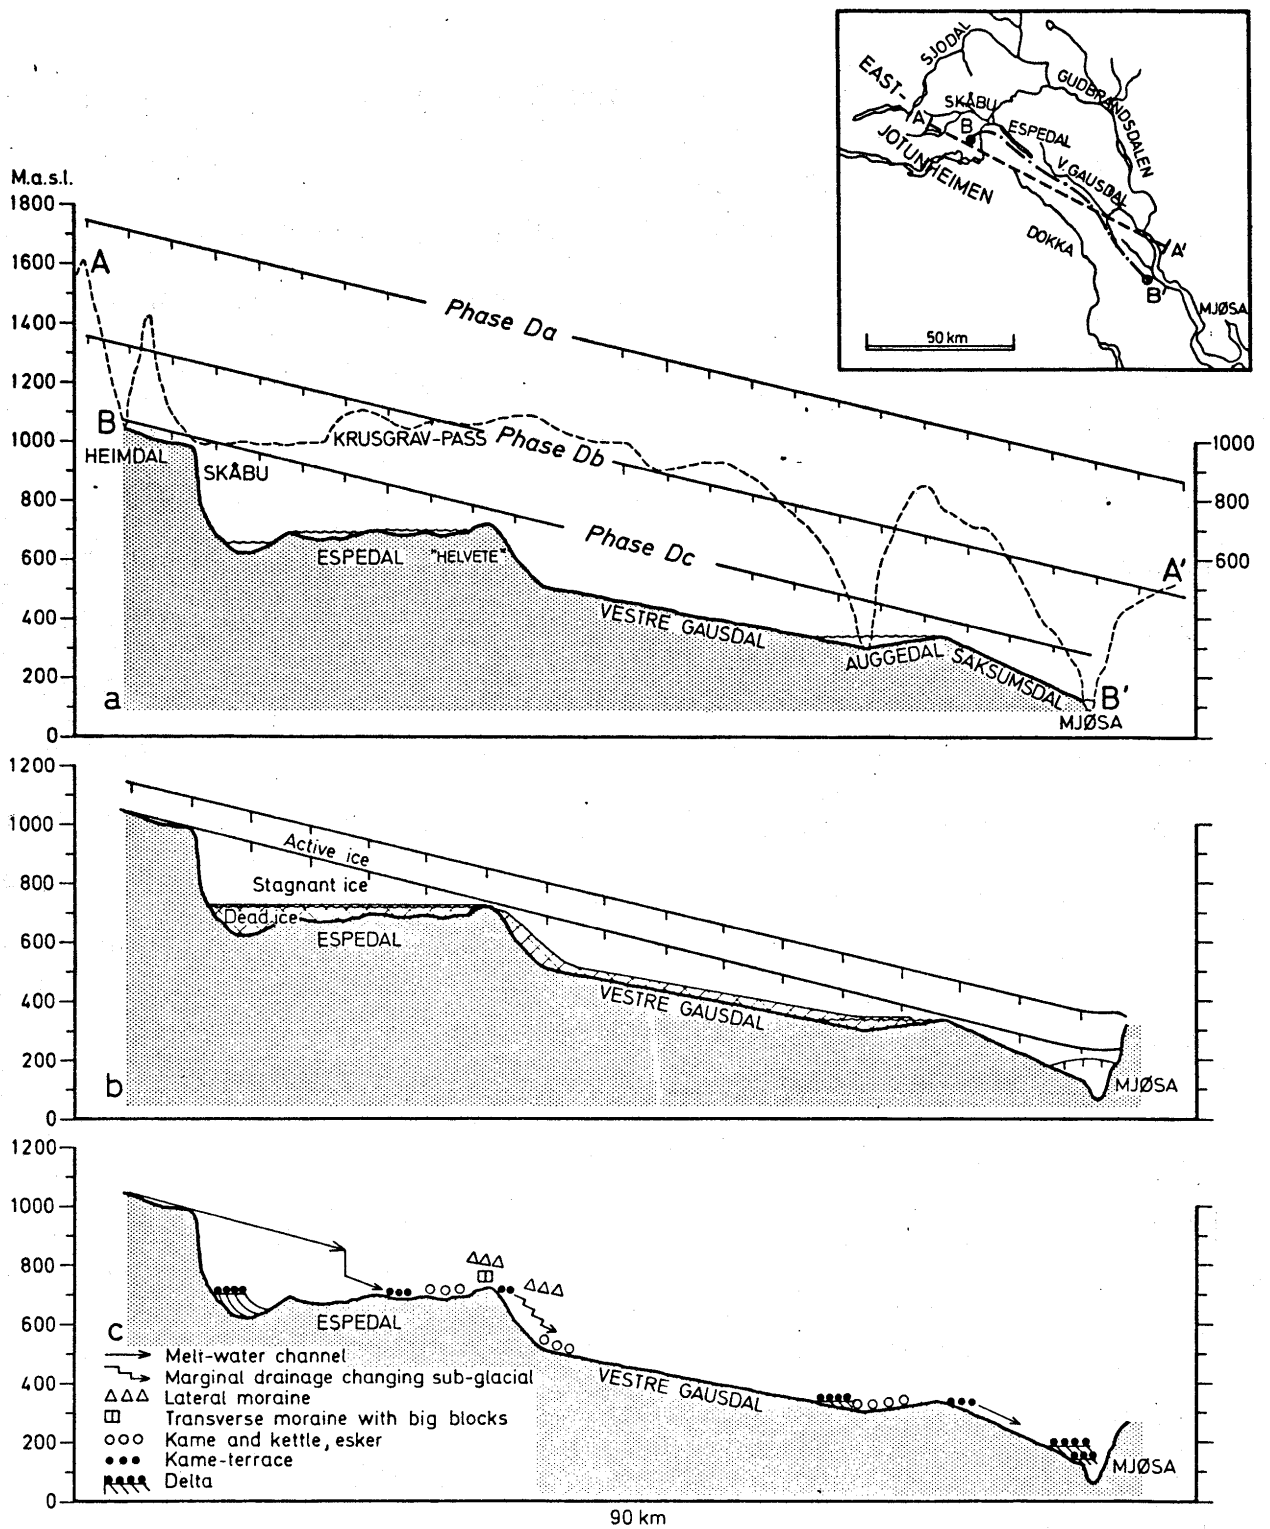 SJODAL
EAST-
GUDBRANDSDALEN
SKÅBU
A
B
ESPEDAL
JOTUNHEIMEN
V.GAUSDAL
DOKKA
A'
B'
MJØSA
50 km
M.a.s.l.
1800
1600
A
Phase Da
1400
1200
B
1000
KRUSGRAV-PASS
Phase Db
1000
HEIMDAL
SKÅBU
800
800
Phase Dc
600
ESPEDAL
"HELVETE"
600
A'
400
VESTRE GAUSDAL
AUGGEDAL
SAKSUMSDAL
200
a
B'
MJØSA
0
1200
1000
Active ice
800
Stagnant ice
Dead ice
600
ESPEDAL
400
VESTRE GAUSDAL
200
b
MJØSA
0
1200
1000
800
600
c
ESPEDAL
Melt-water channel
Marginal drainage changing sub-glacial
400
VESTRE GAUSDAL
Lateral moraine
Transverse moraine with big blocks
200
Kame and kettle, esker
Kame-terrace
MJØSA
Delta
0
90 km